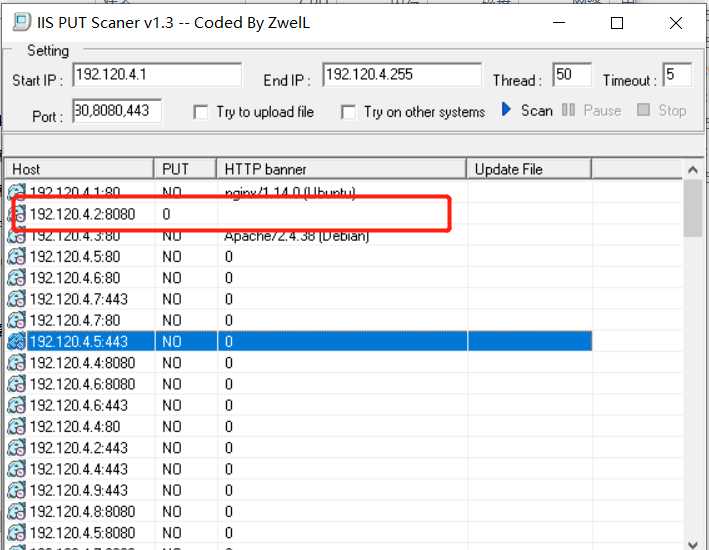 IIS PUT Scaner v1.3 -- Coded By ZwelL
Setting
Start IP : 192.120.4.1 End IP : 192.120.4.255 Thread : 50 Timeout : 5
Port : 80,8080,443 Try to upload file Try on other systems Scan Pause Stop
Host PUT HTTP banner Update File
192.120.4.1:80 NO nginx/1.14.0 (Ubuntu)
192.120.4.2:8080 0
192.120.4.3:80 NO Apache/2.4.38 (Debian)
192.120.4.5:80 NO 0
192.120.4.6:80 NO 0
192.120.4.7:443 NO 0
192.120.4.7:80 NO 0
192.120.4.5:443 NO 0
192.120.4.4:8080 NO 0
192.120.4.6:8080 NO 0
192.120.4.6:443 NO 0
192.120.4.4:80 NO 0
192.120.4.2:443 NO 0
192.120.4.4:443 NO 0
192.120.4.9:443 NO 0
192.120.4.8:8080 NO 0
192.120.4.5:8080 NO 0